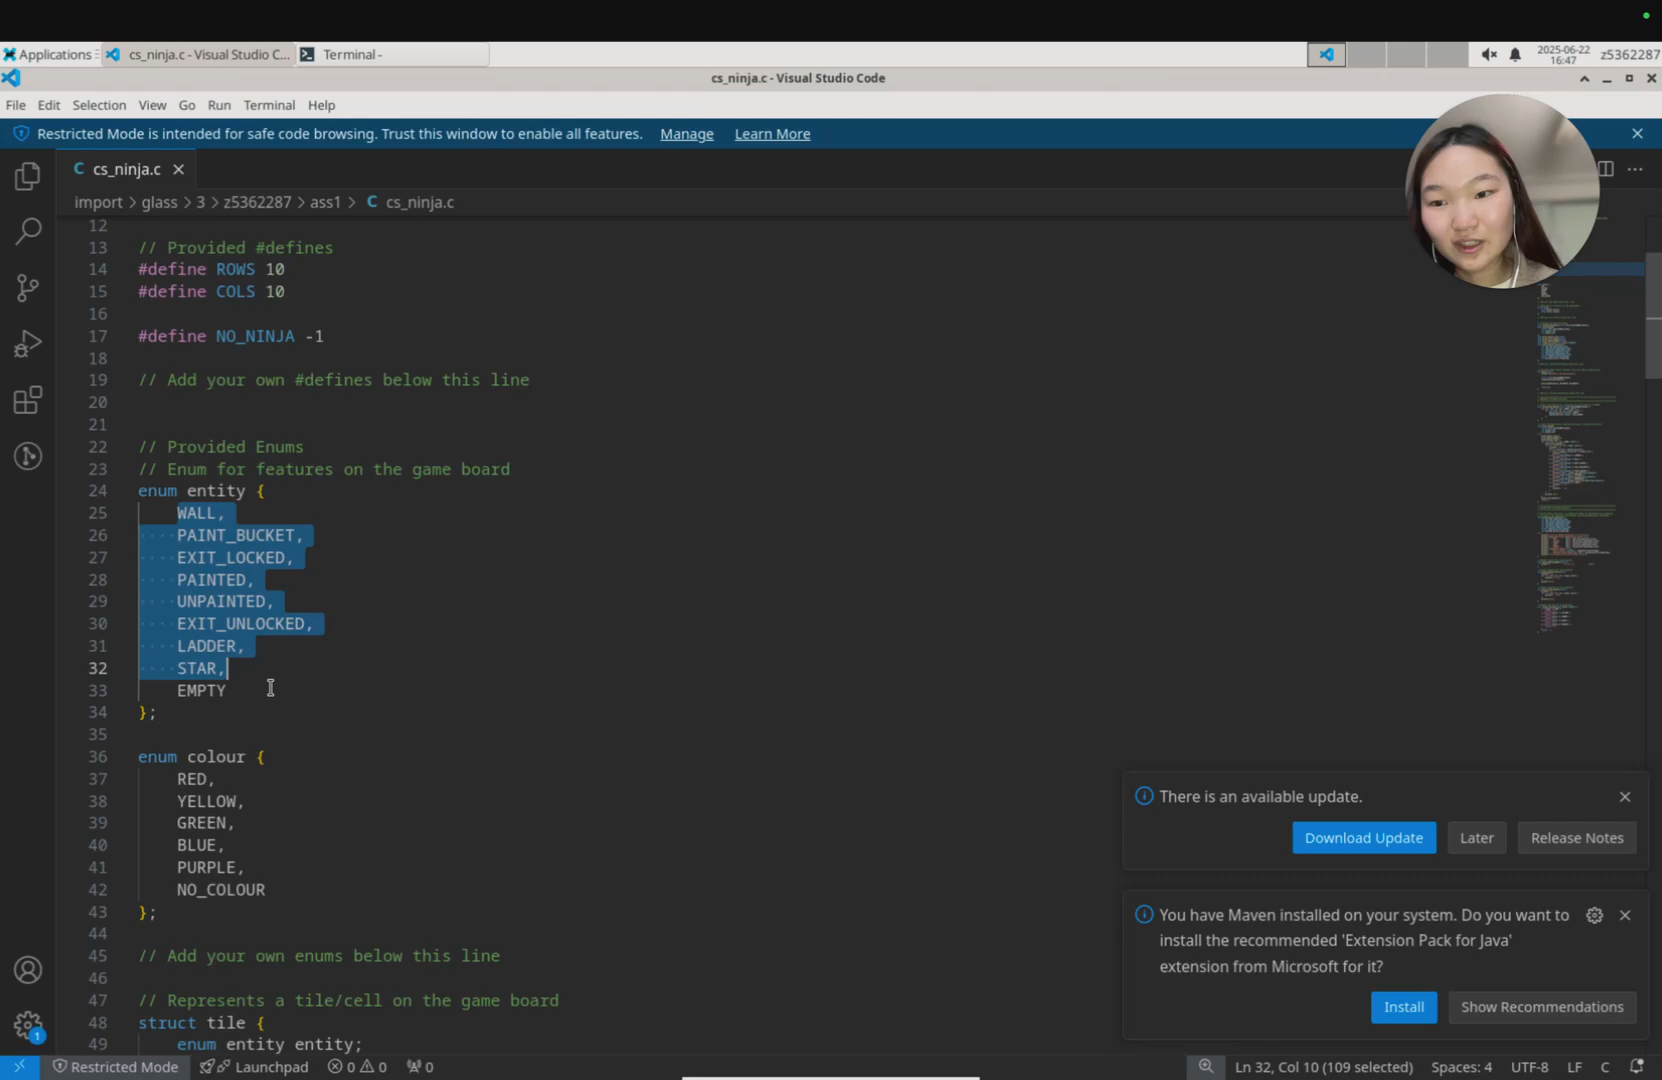 Applications
cs_ninja.c - Visual Studio C...
Terminal -
2025-06-22
16:47
z5362287
cs_ninja.c - Visual Studio Code
File Edit Selection View Go Run Terminal Help
Restricted Mode is intended for safe code browsing. Trust this window to enable all features. Manage Learn More
C cs_ninja.c
import > glass > 3 > z5362287 > ass1 > C cs_ninja.c
12
13 // Provided #defines
14 #define ROWS 10
15 #define COLS 10
16
17 #define NO_NINJA -1
18
19 // Add your own #defines below this line
20
21
22 // Provided Enums
23 // Enum for features on the game board
24 enum entity {
25 WALL,
26 PAINT_BUCKET,
27 EXIT_LOCKED,
28 PAINTED,
29 UNPAINTED,
30 EXIT_UNLOCKED,
31 LADDER,
32 STAR,
33 EMPTY
34 };
35
36 enum colour {
37 RED,
38 YELLOW,
39 GREEN,
40 BLUE,
41 PURPLE,
42 NO_COLOUR
43 };
44
45 // Add your own enums below this line
46
47 // Represents a tile/cell on the game board
48 struct tile {
49 enum entity entity;
There is an available update.
Download Update Later Release Notes
You have Maven installed on your system. Do you want to
install the recommended 'Extension Pack for Java'
extension from Microsoft for it?
Install Show Recommendations
1
Restricted Mode Launchpad 0 0 0 Ln 32, Col 10 (109 selected) Spaces: 4 UTF-8 LF C